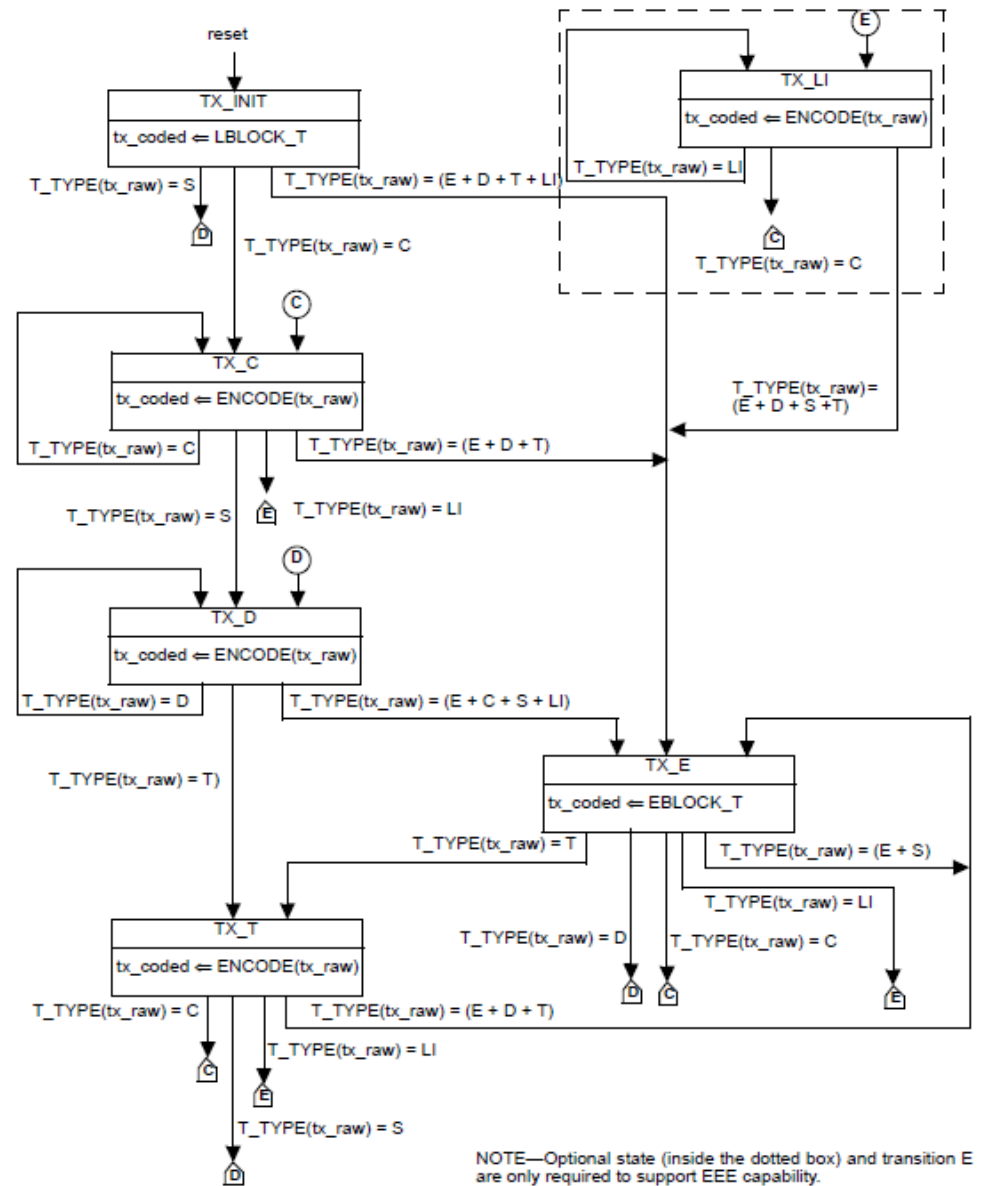 reset
E
TX_INIT
tx_coded ⇐ LBLOCK_T
TX_LI
tx_coded ⇐ ENCODE(tx_raw)
T_TYPE(tx_raw) = S
D
T_TYPE(tx_raw) = (E + D + T + LI)
T_TYPE(tx_raw) = LI
C
T_TYPE(tx_raw) = C
T_TYPE(tx_raw) = C
C
TX_C
tx_coded ⇐ ENCODE(tx_raw)
T_TYPE(tx_raw)=
(E + D + S +T)
T_TYPE(tx_raw) = C
T_TYPE(tx_raw) = (E + D + T)
T_TYPE(tx_raw) = S
E
T_TYPE(tx_raw) = LI
D
TX_D
tx_coded ⇐ ENCODE(tx_raw)
T_TYPE(tx_raw) = D
T_TYPE(tx_raw) = (E + C + S + LI)
T_TYPE(tx_raw) = T)
TX_E
tx_coded ⇐ EBLOCK_T
T_TYPE(tx_raw) = T
T_TYPE(tx_raw) = (E + S)
T_TYPE(tx_raw) = LI
T_TYPE(tx_raw) = D
T_TYPE(tx_raw) = C
D
C
E
TX_T
tx_coded ⇐ ENCODE(tx_raw)
T_TYPE(tx_raw) = C
T_TYPE(tx_raw) = (E + D + T)
T_TYPE(tx_raw) = LI
C
E
T_TYPE(tx_raw) = S
D
NOTE—Optional state (inside the dotted box) and transition E
are only required to support EEE capability.